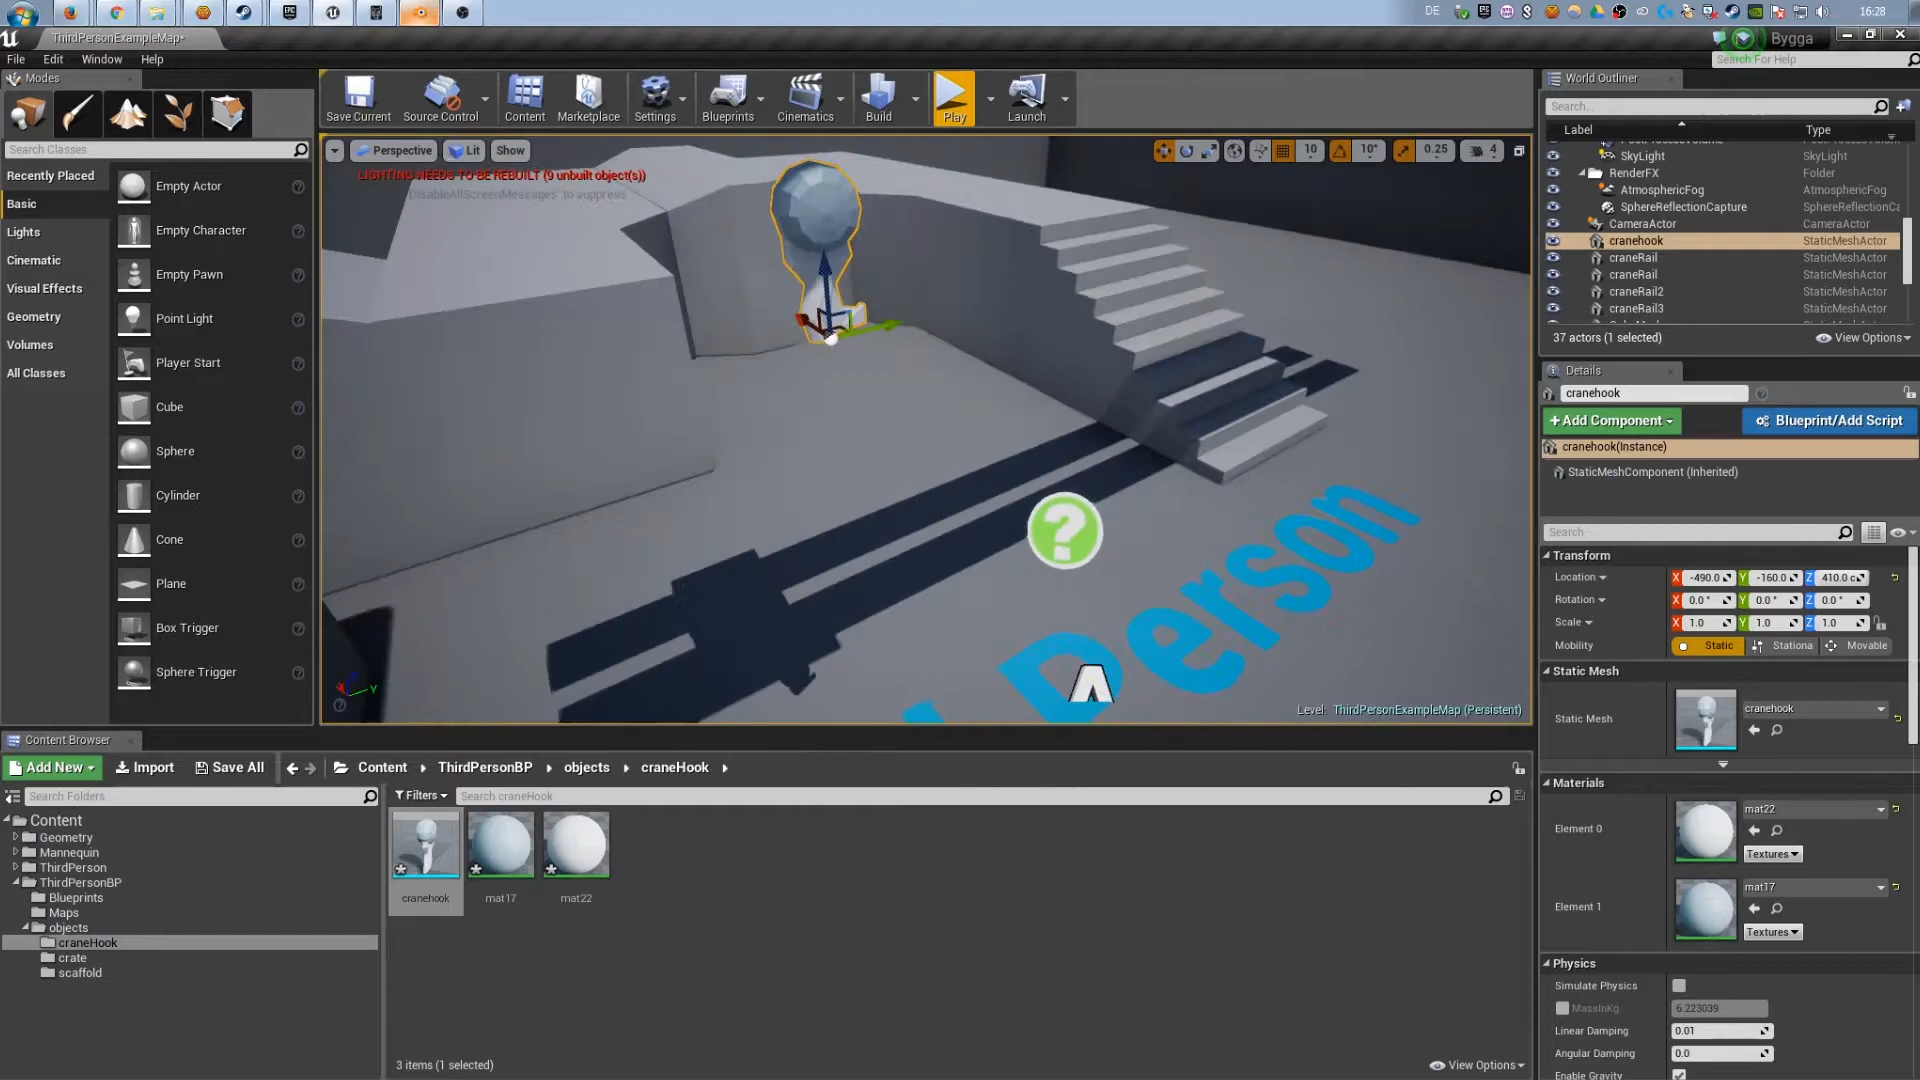 DE
16:28
ThirdPersonExampleMap*
Bygga
File Edit Window Help
Search For Help
Modes
Search Classes
Recently Placed
Basic
Lights
Cinematic
Visual Effects
Geometry
Volumes
All Classes
Empty Actor
Empty Character
Empty Pawn
Point Light
Player Start
Cube
Sphere
Cylinder
Cone
Plane
Box Trigger
Sphere Trigger
Save Current
Source Control
Content
Marketplace
Settings
Blueprints
Cinematics
Build
Play
Launch
Perspective Lit Show
10 10° 0.25 4
LIGHTING NEEDS TO BE REBUILT (9 unbuilt object(s))
'DisableAllScreenMessages' to suppress
Person
Level: ThirdPersonExampleMap (Persistent)
World Outliner
Search...
Label Type
SkyLight SkyLight
RenderFX Folder
AtmosphericFog AtmosphericFog
SphereReflectionCapture SphereReflectionCa
CameraActor CameraActor
cranehook StaticMeshActor
craneRail StaticMeshActor
craneRail StaticMeshActor
craneRail2 StaticMeshActor
craneRail3 StaticMeshActor
37 actors (1 selected)
View Options
Details
cranehook
Add Component
Blueprint/Add Script
cranehook(Instance)
StaticMeshComponent (Inherited)
Search
Transform
Location X -490.0 Y -160.0 Z 410.0 c
Rotation X 0.0 ° Y 0.0 ° Z 0.0 °
Scale X 1.0 Y 1.0 Z 1.0
Mobility Static Stationa Movable
Static Mesh
Static Mesh cranehook
Materials
Element 0 mat22
Textures
Element 1 mat17
Textures
Physics
Simulate Physics
MassInKg 6.223039
Linear Damping 0.01
Angular Damping 0.0
Enable Gravity
Content Browser
Add New Import Save All Content ThirdPersonBP objects craneHook
Search Folders
Filters Search craneHook
Content
Geometry
Mannequin
ThirdPerson
ThirdPersonBP
Blueprints
Maps
objects
craneHook
crate
scaffold
cranehook mat17 mat22
3 items (1 selected)
View Options